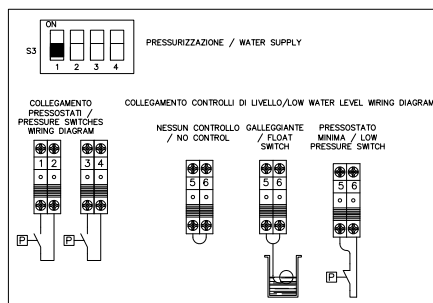 ON
S3
1 2 3 4
PRESSURIZZAZIONE / WATER SUPPLY
COLLEGAMENTO
PRESSOSTATI /
PRESSURE SWITCHES
WIRING DIAGRAM
COLLEGAMENTO CONTROLLI DI LIVELLO/LOW WATER LEVEL WIRING DIAGRAM
NESSUN CONTROLLO
/ NO CONTROL
GALLEGGIANTE
/ FLOAT
SWITCH
PRESSOSTATO
MINIMA / LOW
PRESSURE SWITCH
1 2
3 4
5 6
5 6
5 6
P
P
P